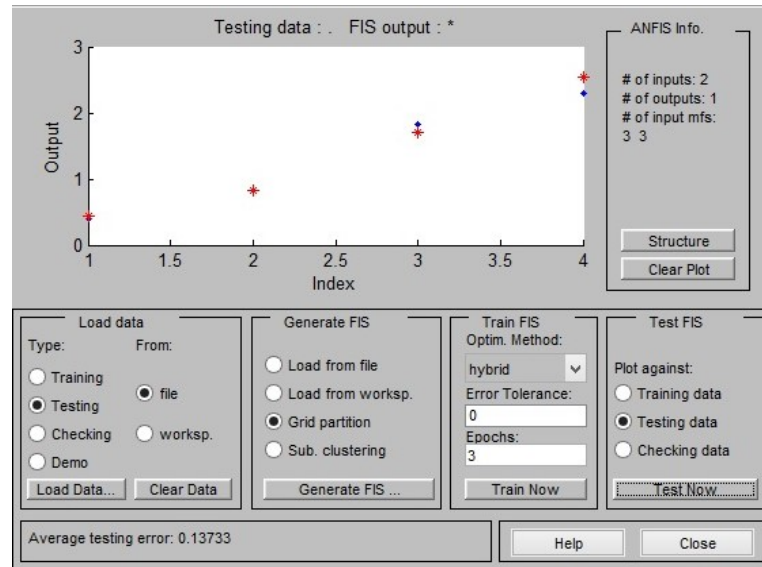 Testing data : .   FIS output : *
3
2
1
0
Output
1
1.5
2
2.5
3
3.5
4
Index
ANFIS Info.
# of inputs: 2
# of outputs: 1
# of input mfs:
3 3
Structure
Clear Plot
Load data
Type:
From:
Training
Testing
Checking
Demo
file
worksp.
Load Data...
Clear Data
Generate FIS
Load from file
Load from worksp.
Grid partition
Sub. clustering
Generate FIS ...
Train FIS
Optim. Method:
hybrid
Error Tolerance:
0
Epochs:
3
Train Now
Test FIS
Plot against:
Training data
Testing data
Checking data
Test Now
Average testing error: 0.13733
Help
Close